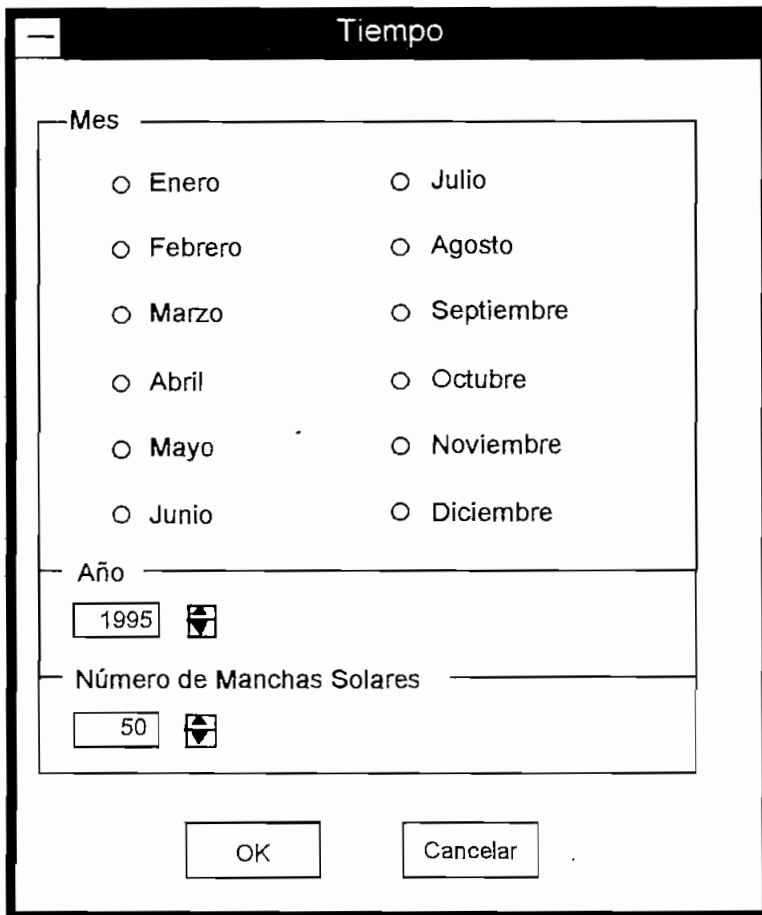 Tiempo
Mes
Enero
Julio
Febrero
Agosto
Marzo
Septiembre
Abril
Octubre
Mayo
Noviembre
Junio
Diciembre
Año
1995
Número de Manchas Solares
50
OK
Cancelar